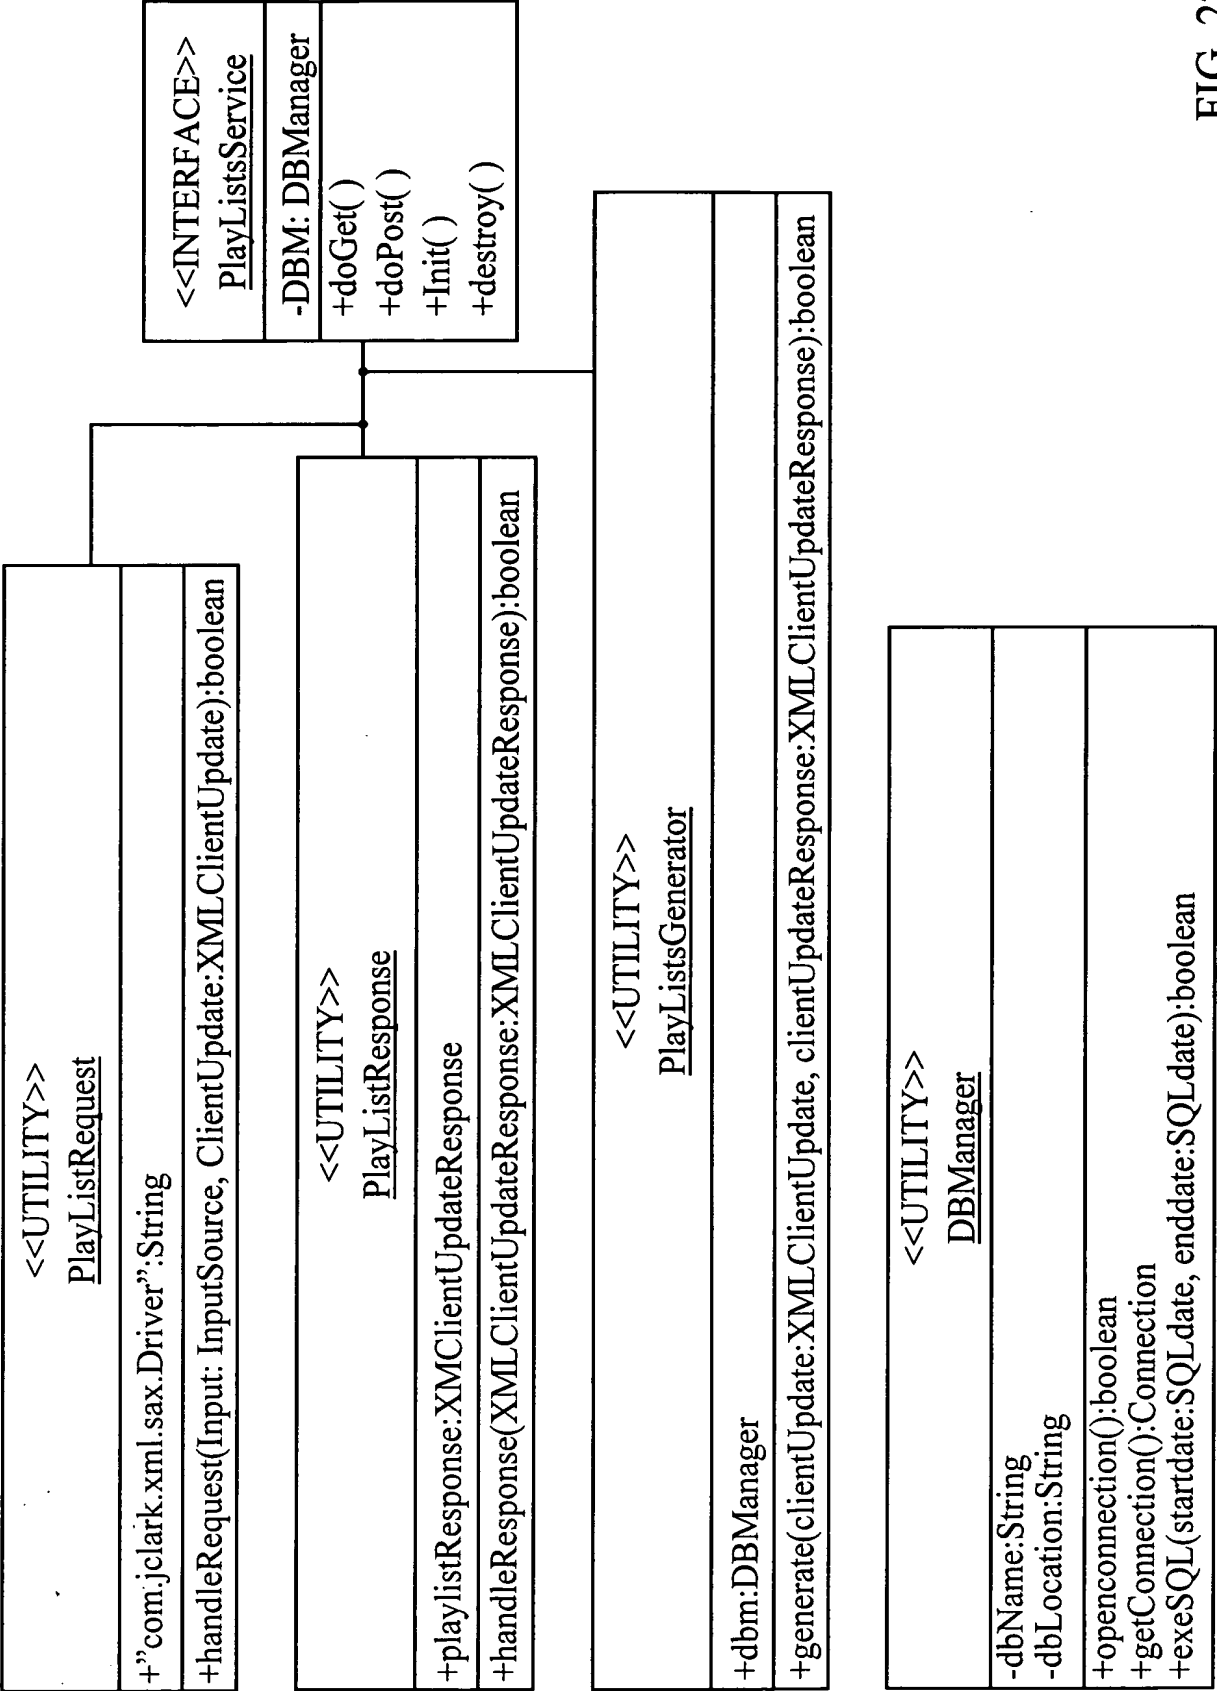 <<UTILITY>>
PlayListRequest
+”com.jclark.xml.sax.Driver”:String
+handleRequest(Input: InputSource, ClientUpdate:XMLClientUpdate):boolean
<<INTERFACE>>
PlayListsService
-DBM: DBManager
+doGet( )
+doPost( )
+Init( )
+destroy( )
<<UTILITY>>
PlayListResponse
+playlistResponse:XMClientUpdateResponse
+handleResponse(XMLClientUpdateResponse:XMLClientUpdateResponse):boolean
<<UTILITY>>
PlayListsGenerator
+dbm:DBManager
+generate(clientUpdate:XMLClientUpdate, clientUpdateResponse:XMLClientUpdateResponse):boolean
<<UTILITY>>
DBManager
-dbName:String
-dbLocation:String
+openconnection():boolean
+getConnection():Connection
+exeSQL(startdate:SQLdate, enddate:SQLdate):boolean
FIG.